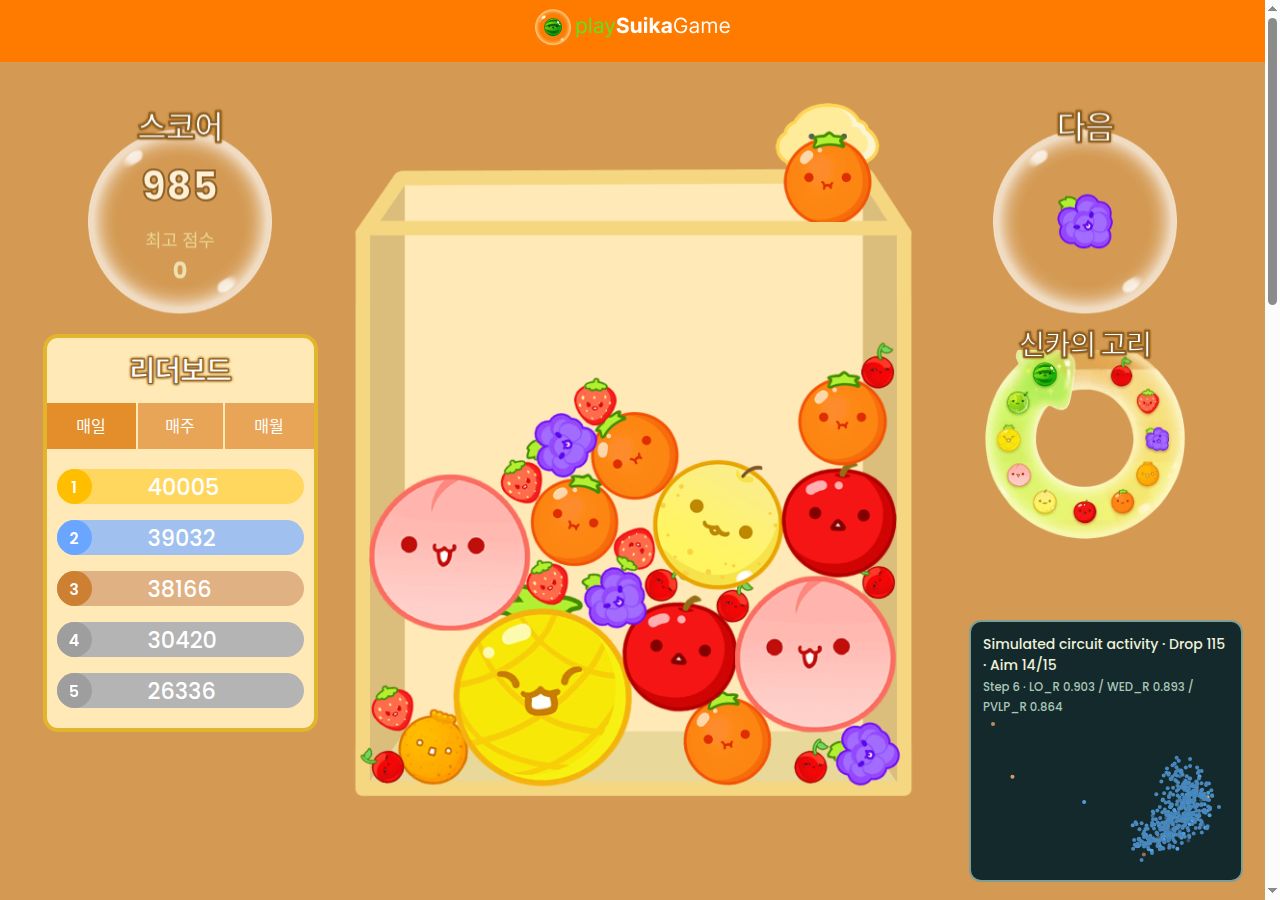 playSuikaGame
스코어
985
최고 점수
0
리더보드
매일 매주 매월
1 40005
2 39032
3 38166
4 30420
5 26336
다음
신카의 고리
Simulated circuit activity · Drop 115
· Aim 14/15
Step 6 · LO_R 0.903 / WED_R 0.893 /
PVLP_R 0.864